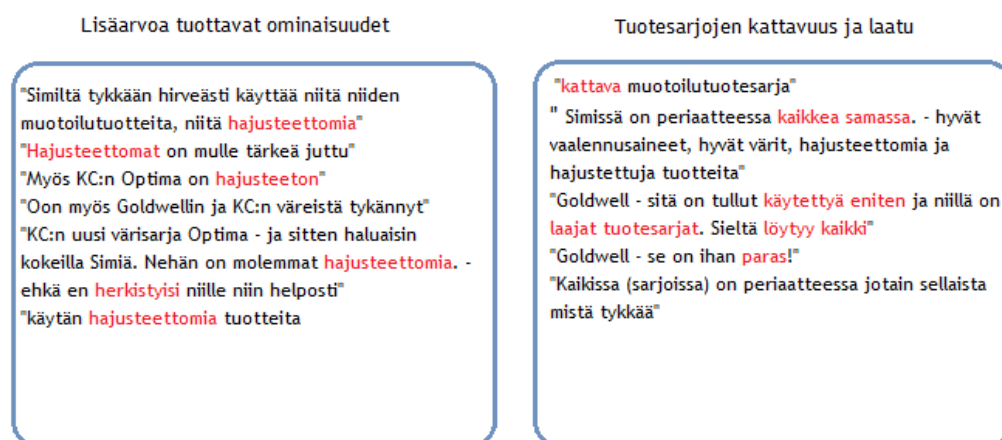 Lisäarvoa tuottavat ominaisuudet
"Similtä tykkään hirveästi käyttää niitä niiden
muotoilutuotteita, niitä hajusteettomia"
"Hajusteettomat on mulle tärkeä juttu"
"Myös KC:n Optima on hajusteeton"
"Oon myös Goldwellin ja KC:n väreistä tykännyt"
"KC:n uusi värisarja Optima - ja sitten haluaisin
kokeilla Simiä. Nehän on molemmat hajusteettomia. -
ehkä en herkistyisi niille niin helposti"
"käytän hajusteettomia tuotteita
Tuotesarjojen kattavuus ja laatu
"kattava muotoilutuotesarja"
" Simissä on periaatteessa kaikkea samassa. - hyvät
vaalennusaineet, hyvät värit, hajusteettomia ja
hajustettuja tuotteita"
"Goldwell - sitä on tullut käytettyä eniten ja niillä on
laajat tuotesarjat. Sieltä löytyy kaikki"
"Goldwell - se on ihan paras!"
"Kaikissa (sarjoissa) on periaatteessa jotain sellaista
mistä tykkää"